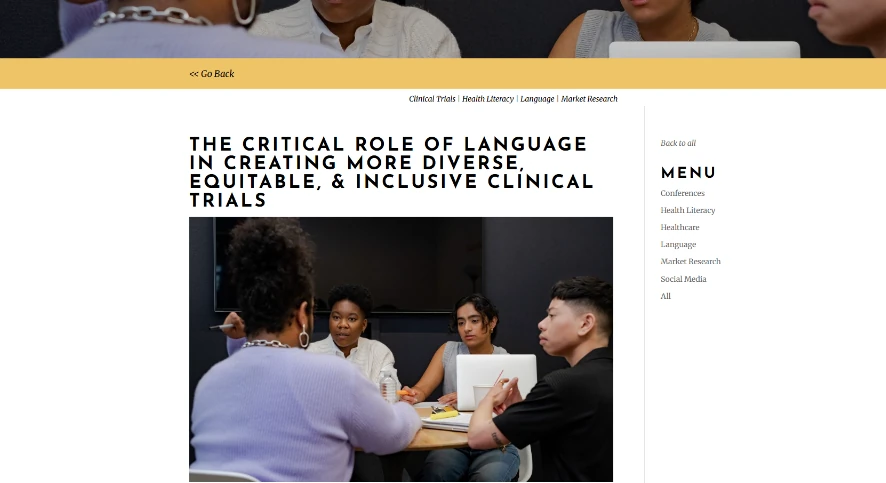 << Go Back
Clinical Trials | Health Literacy | Language | Market Research
THE CRITICAL ROLE OF LANGUAGE
IN CREATING MORE DIVERSE,
EQUITABLE, & INCLUSIVE CLINICAL
TRIALS
Back to all
MENU
Conferences
Health Literacy
Healthcare
Language
Market Research
Social Media
All